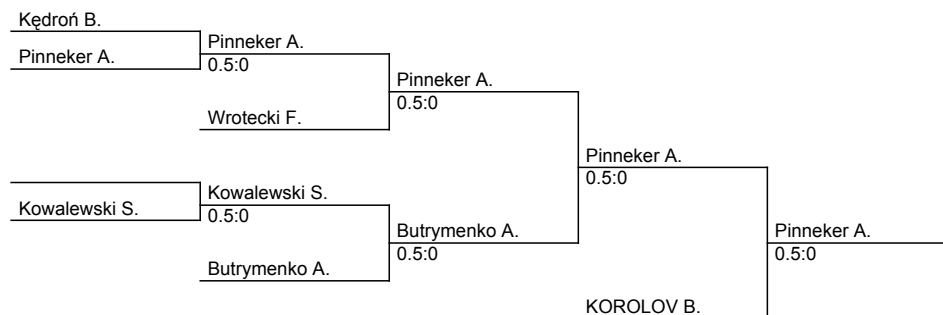 Kędroń B.
Pinneker A.
Pinneker A.
0.5:0
Pinneker A.
0.5:0
Wrotecki F.
Pinneker A.
0.5:0
Kowalewski S.
Kowalewski S.
0.5:0
Butrymenko A.
0.5:0
Butrymenko A.
Pinneker A.
0.5:0
KOROLOV B.